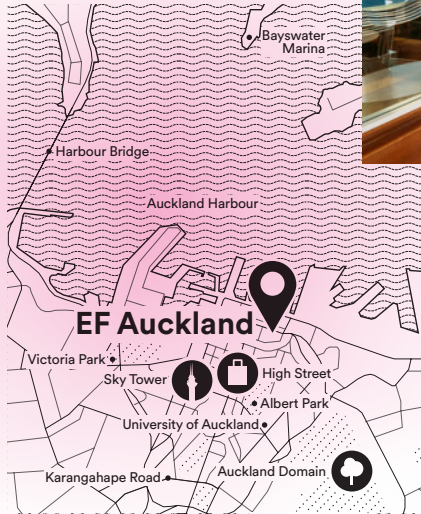 Bayswater
Marina
Harbour Bridge
Auckland Harbour
EF Auckland
Victoria Park
Sky Tower
High Street
Albert Park
University of Auckland
Auckland Domain
Karangahape Road